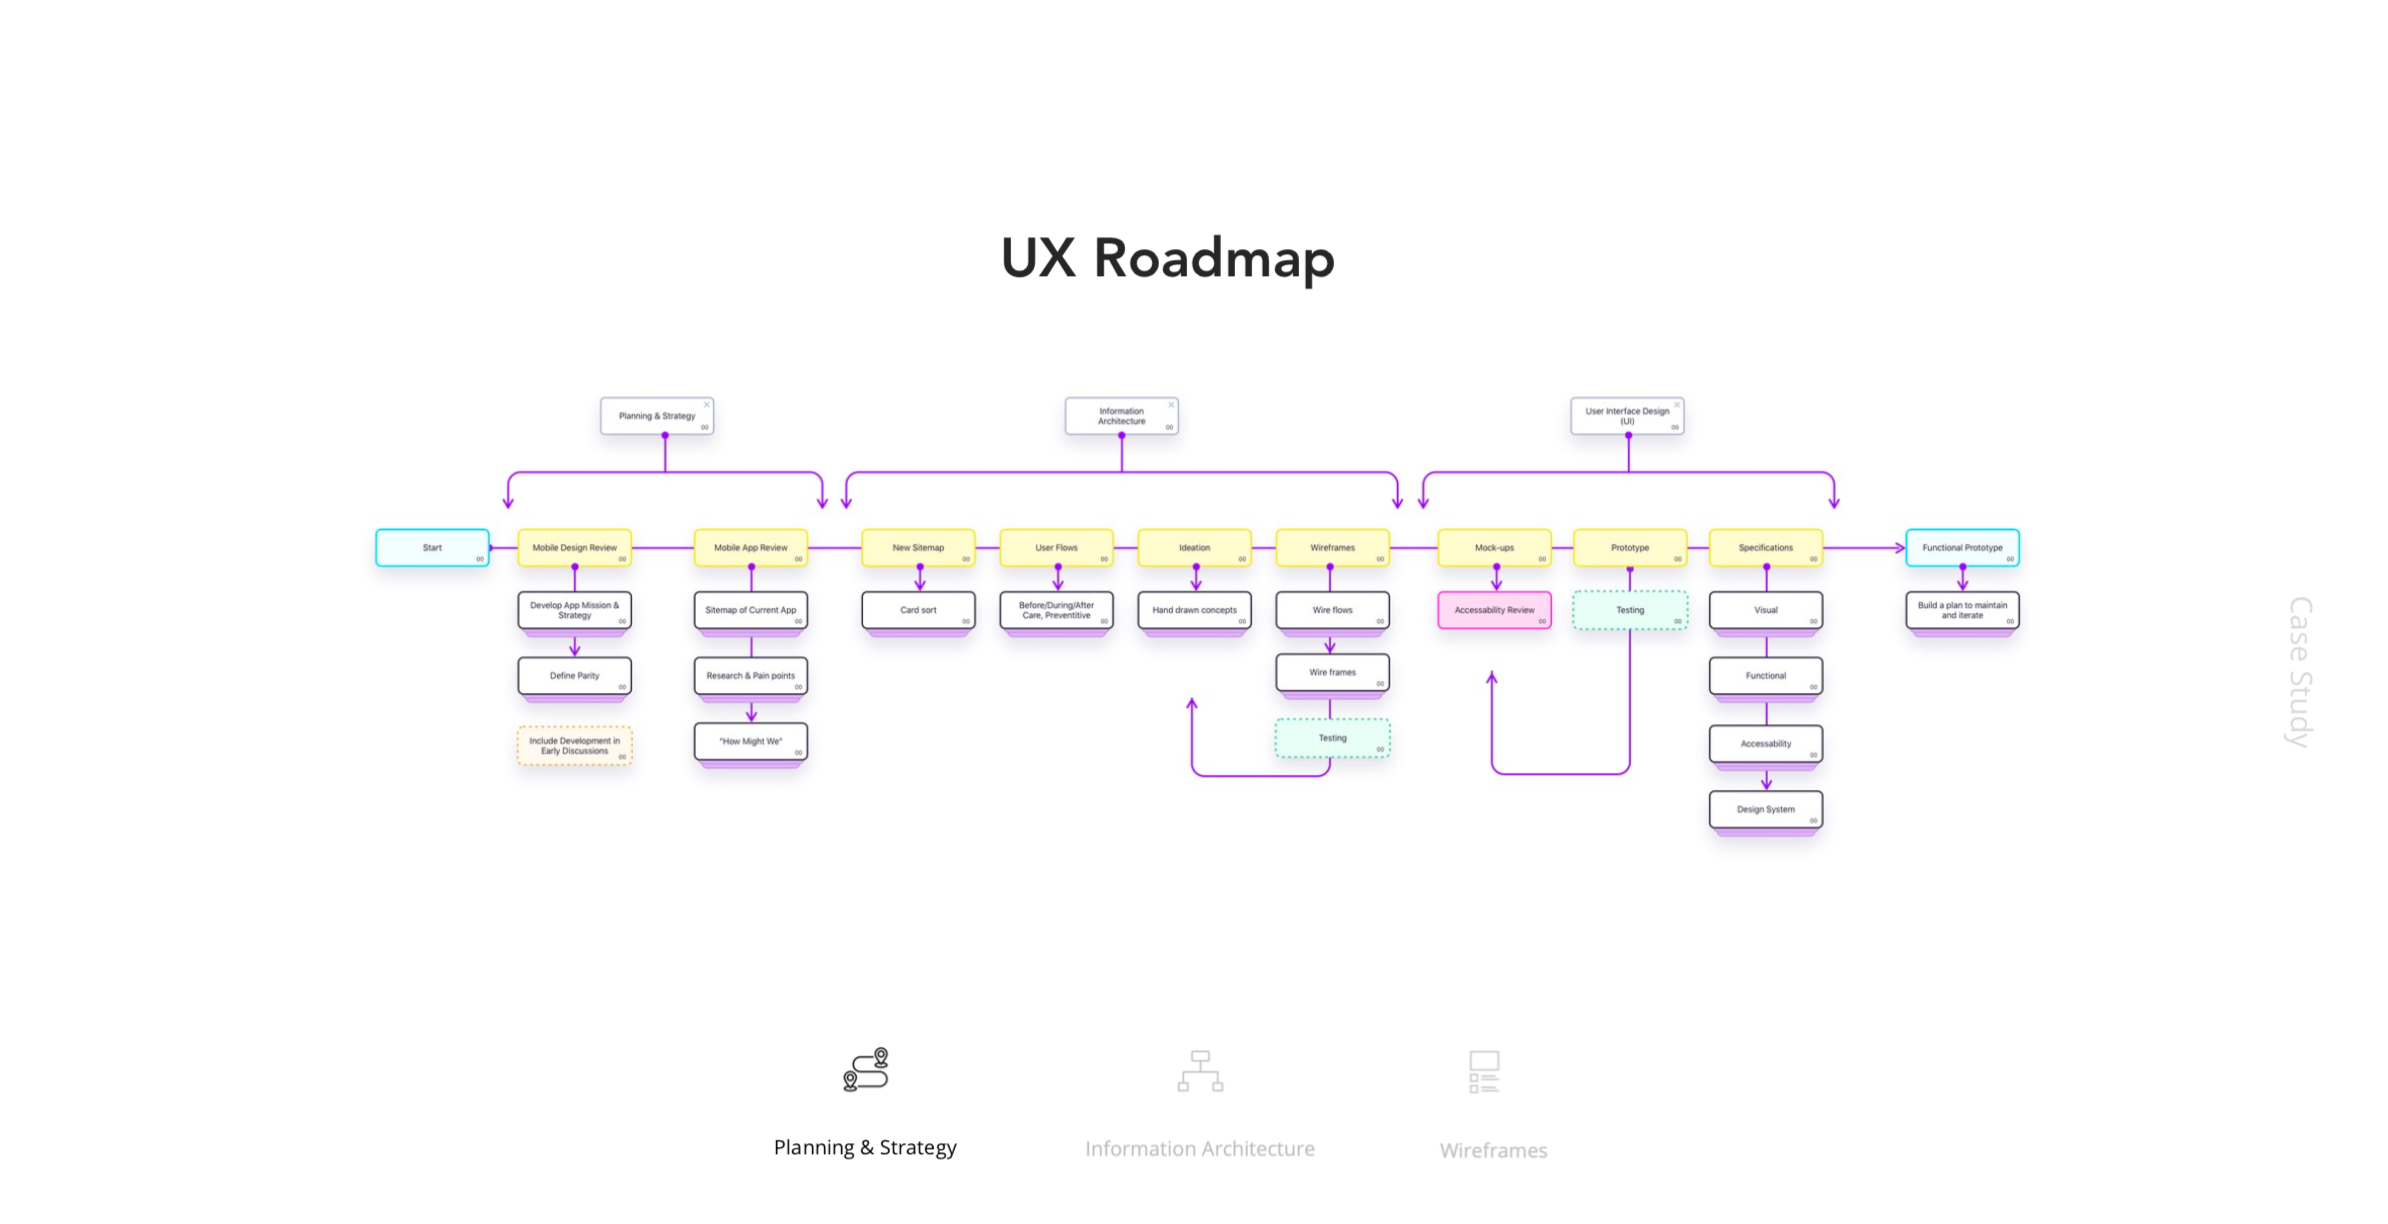 UX Roadmap
Planning & Strategy
Information
Architecture
User Interface Design
(UI)
Start
Mobile Design Review
Mobile App Review
New Sitemap
User Flows
Ideation
Wireframes
Mock-ups
Prototype
Specifications
Functional Prototype
Develop App Mission &
Strategy
Sitemap of Current App
Card sort
Before/During/After
Care, Preventitive
Hand drawn concepts
Wire flows
Accessability Review
Testing
Visual
Build a plan to maintain
and iterate
Define Parity
Research & Pain points
Wire frames
Functional
Include Development in
Early Discussions
"How Might We"
Testing
Accessability
Design System
Case Study
Planning & Strategy
Information Architecture
Wireframes